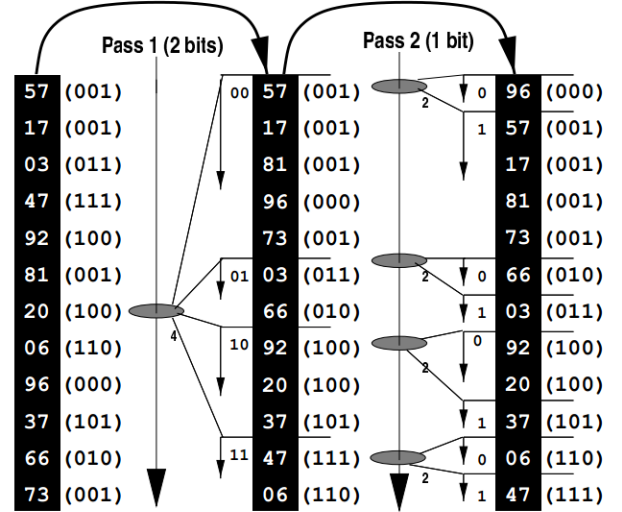 Pass 1 (2 bits) Pass 2 (1 bit)
57 (001) 00 57 (001) 2 0 96 (000)
17 (001) 17 (001) 1 57 (001)
03 (011) 81 (001) 17 (001)
47 (111) 96 (000) 81 (001)
92 (100) 73 (001) 73 (001)
81 (001) 01 03 (011) 2 0 66 (010)
20 (100) 4 66 (010) 1 03 (011)
06 (110) 10 92 (100) 2 0 92 (100)
96 (000) 20 (100) 20 (100)
37 (101) 37 (101) 1 37 (101)
66 (010) 11 47 (111) 2 0 06 (110)
73 (001) 06 (110) 1 47 (111)